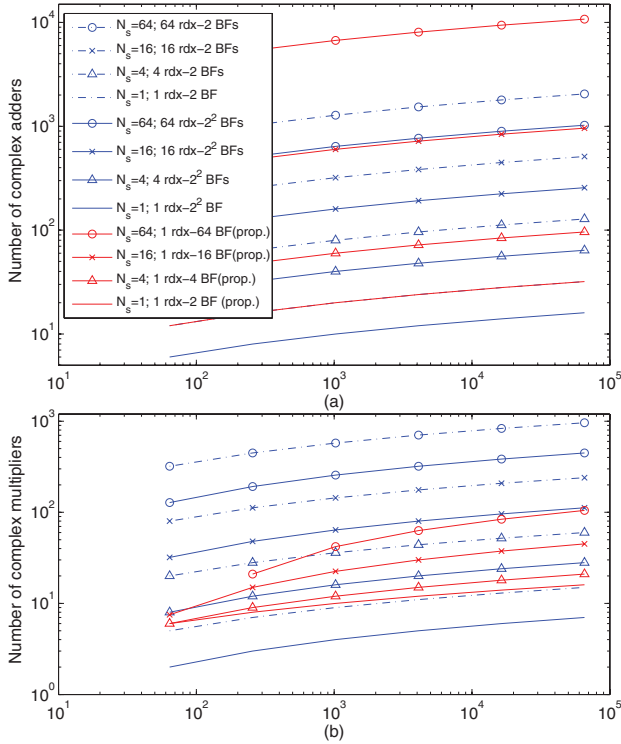 Number of complex adders
10^4
10^3
10^2
10^1
N_s=64; 64 rdx−2 BFs
N_s=16; 16 rdx−2 BFs
N_s=4; 4 rdx−2 BFs
N_s=1; 1 rdx−2 BF
N_s=64; 64 rdx−2^2 BFs
N_s=16; 16 rdx−2^2 BFs
N_s=4; 4 rdx−2^2 BFs
N_s=1; 1 rdx−2^2 BF
N_s=64; 1 rdx−64 BF(prop.)
N_s=16; 1 rdx−16 BF(prop.)
N_s=4; 1 rdx−4 BF(prop.)
N_s=1; 1 rdx−2 BF (prop.)
10^1 10^2 10^3 10^4 10^5
(a)
Number of complex multipliers
10^3
10^2
10^1
10^0
10^1 10^2 10^3 10^4 10^5
(b)